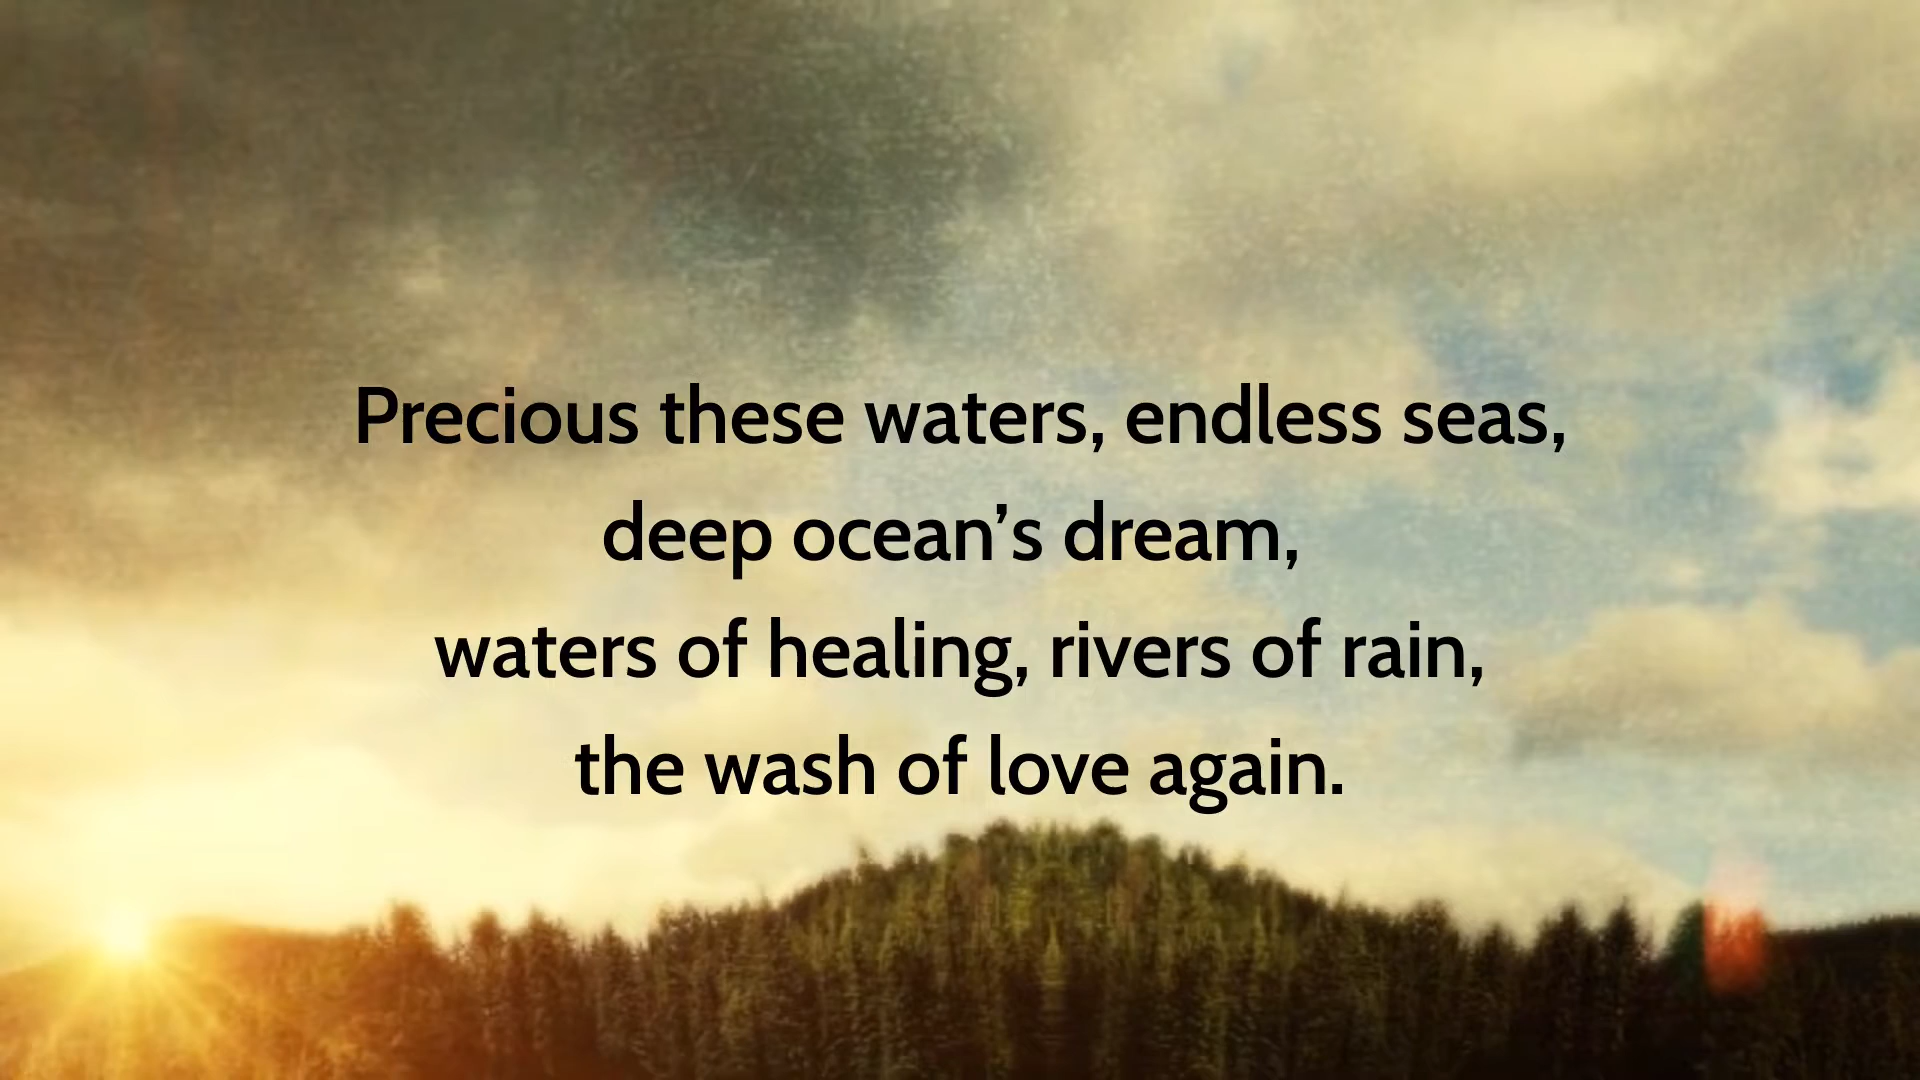 Precious these waters, endless seas,
deep ocean’s dream,
waters of healing, rivers of rain,
the wash of love again.